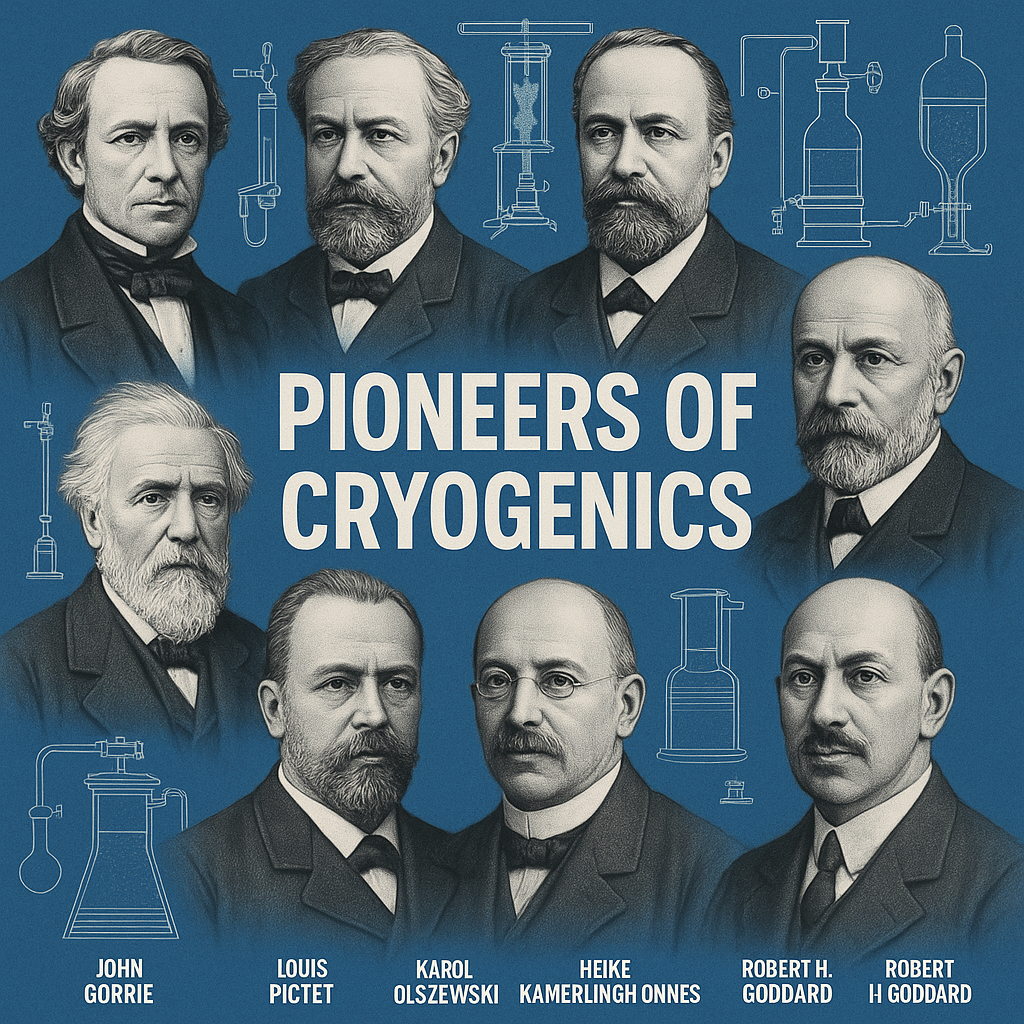 PIONEERS OF
CRYOGENICS
JOHN
GORRIE
LOUIS
PICTET
KAROL
OLSZEWSKI
HEIKE
KAMERLINGH ONNES
ROBERT H.
GODDARD
ROBERT
H GODDARD